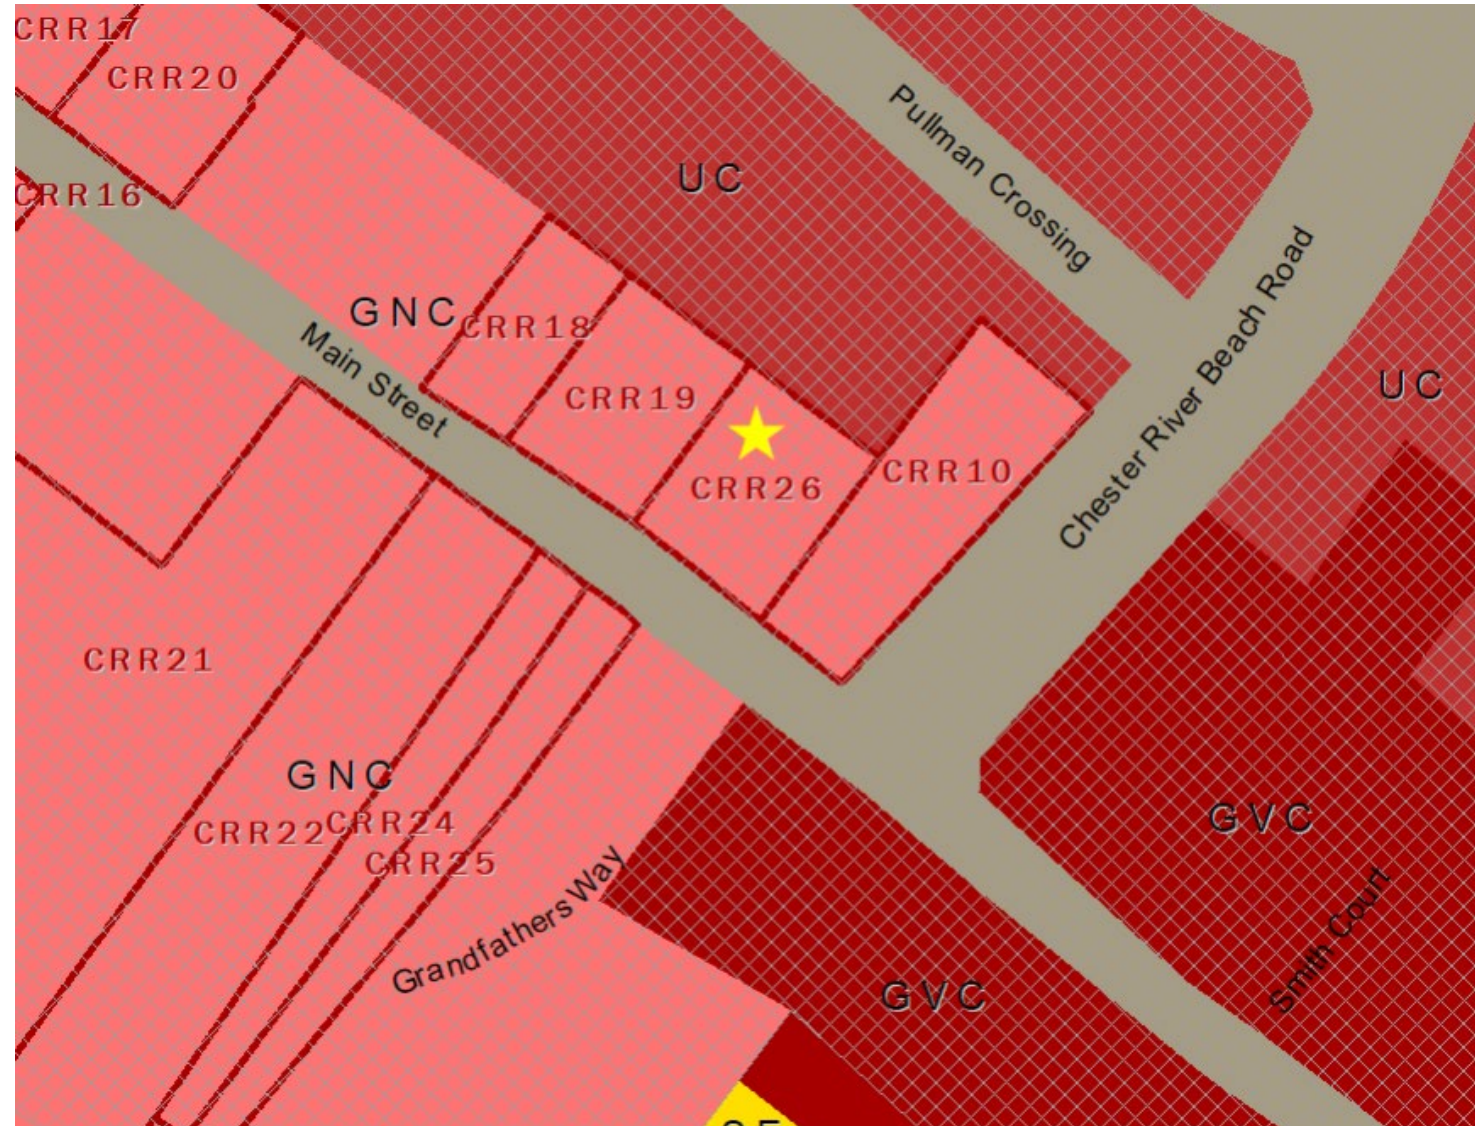 CRR17
CRR20
Pullman Crossing
UC
CRR16
Chester River Beach Road
GNC
CRR18
Main Street
UC
CRR19
CRR26
CRR10
CRR21
GNC
CRR22
CRR24
CRR25
GVC
Grandfathers Way
Smith Court
GVC